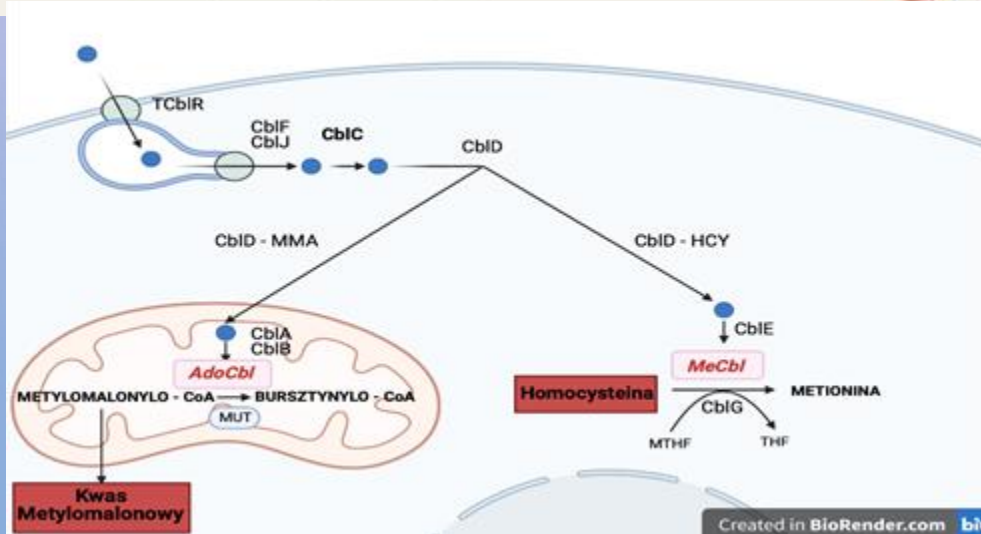 TCblR
CblF
CblJ
CblC
CblD
CblD - MMA
CblD - HCY
CblA
CblB
CblE
AdoCbl
MeCbl
METYLOMALONYLO - CoA
BURSZTYNYLO - CoA
MUT
Homocysteina
METIONINA
CblG
MTHF
THF
Kwas
Metylomalonowy
Created in BioRender.com